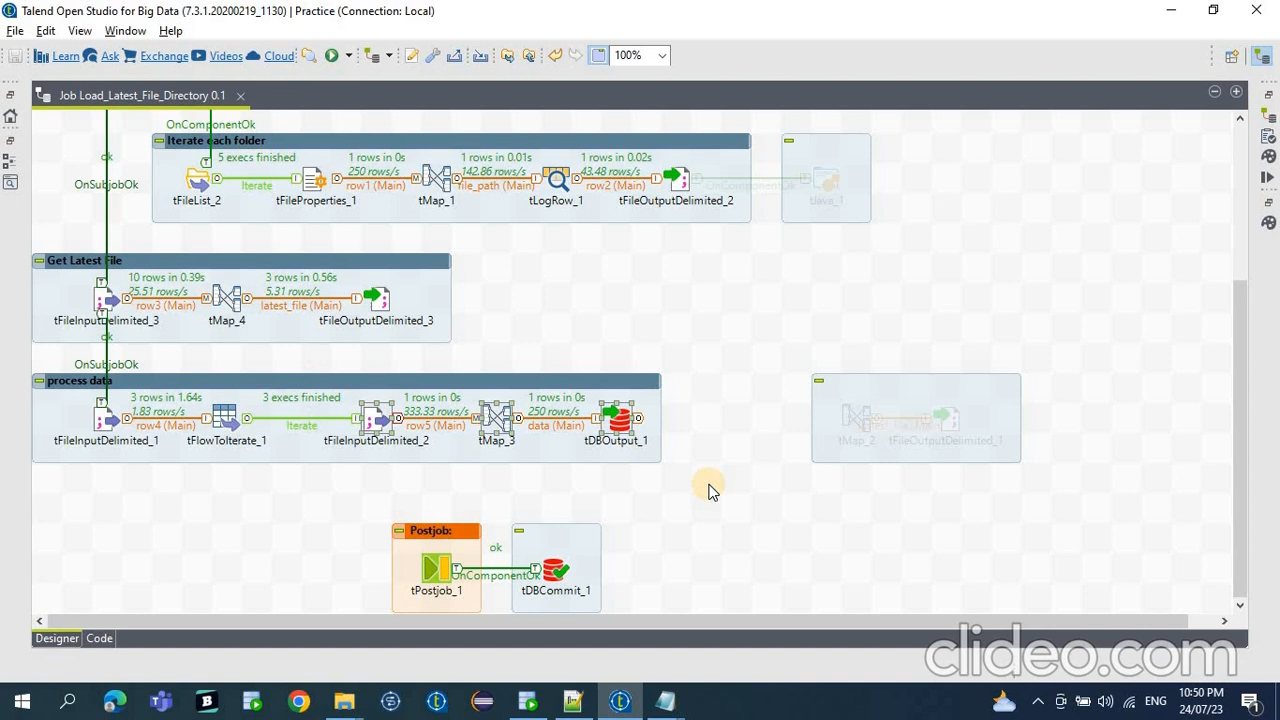 Talend Open Studio for Big Data (7.3.1.20200219_1130) | Practice (Connection: Local)
File Edit View Window Help
Learn Ask Exchange Videos Cloud 100%
Job Load_Latest_File_Directory 0.1
OnComponentOk
Iterate each folder
ok
OnSubjobOk
5 execs finished
Iterate
1 rows in 0s
250 rows/s
row1 (Main)
1 rows in 0.01s
142.86 rows/s
file_path (Main)
1 rows in 0.02s
43.48 rows/s
row2 (Main)
OnComponentOk
tFileList_2 tFileProperties_1 tMap_1 tLogRow_1 tFileOutputDelimited_2 tJava_1
Get Latest File
10 rows in 0.39s
25.51 rows/s
row3 (Main)
3 rows in 0.56s
5.31 rows/s
latest_file (Main)
tFileInputDelimited_3 tMap_4 tFileOutputDelimited_3
ok
OnSubjobOk
process data
3 rows in 1.64s
1.83 rows/s
row4 (Main)
3 execs finished
Iterate
1 rows in 0s
333.33 rows/s
row5 (Main)
1 rows in 0s
250 rows/s
data (Main)
tFileInputDelimited_1 tFlowToIterate_1 tFileInputDelimited_2 tMap_3 tDBOutput_1 tMap_2 tFileOutputDelimited_1
Postjob:
ok
OnComponentOk
tPostjob_1 tDBCommit_1
Designer Code
clideo.com
ENG
10:50 PM
24/07/23